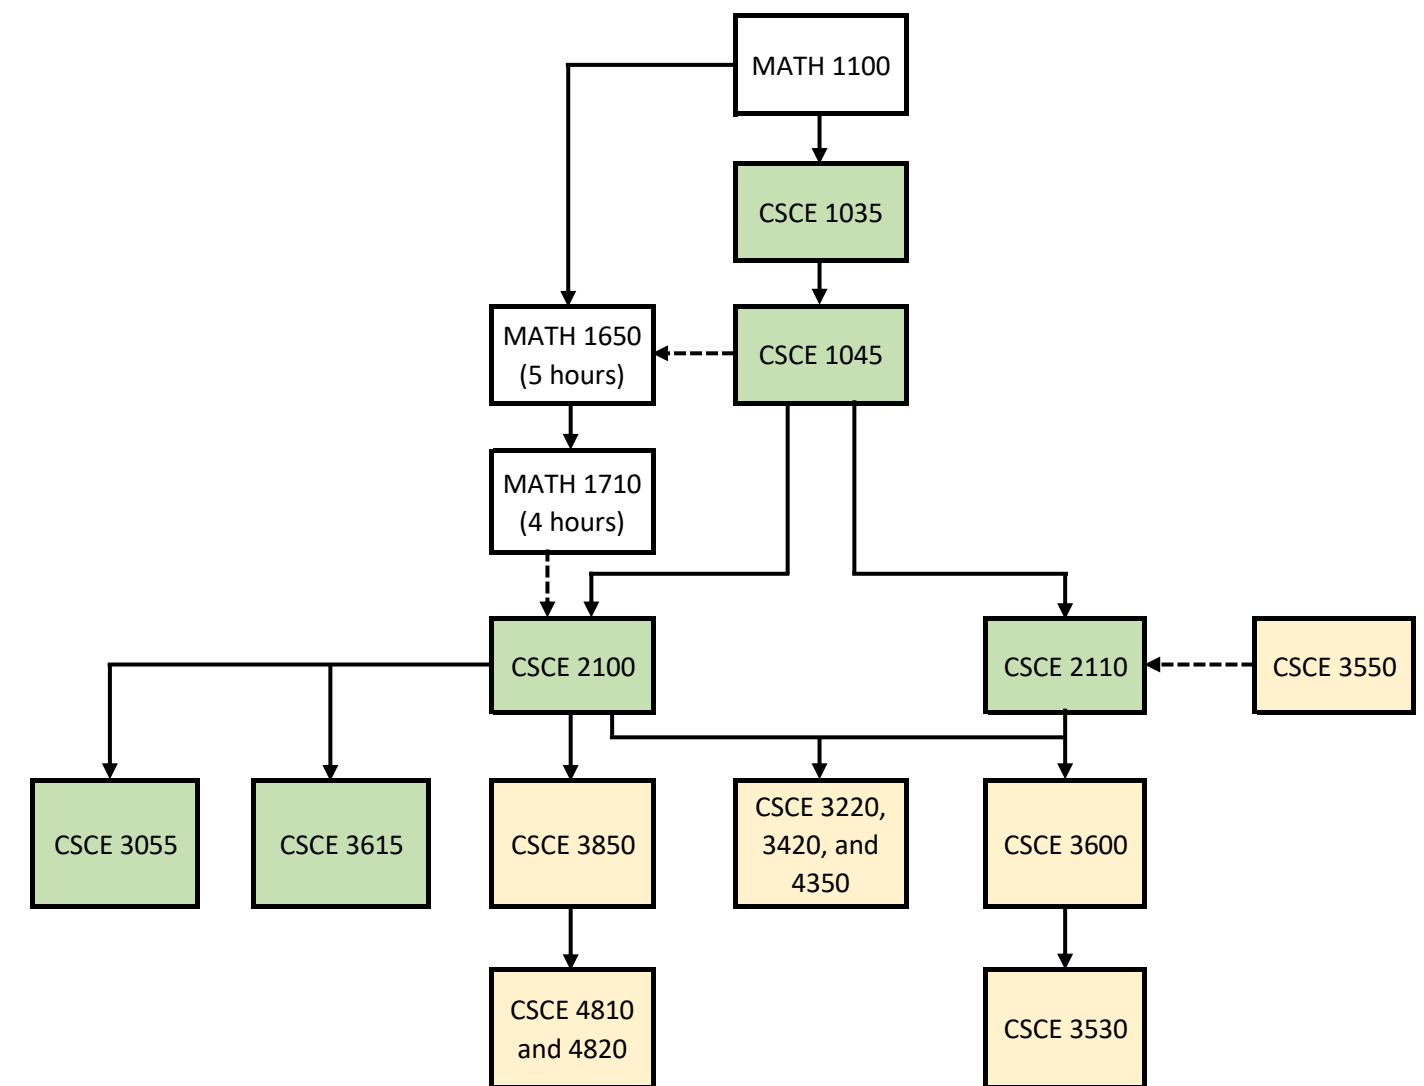 MATH 1100
CSCE 1035
MATH 1650
(5 hours)
CSCE 1045
MATH 1710
(4 hours)
CSCE 2100
CSCE 2110
CSCE 3550
CSCE 3055
CSCE 3615
CSCE 3850
CSCE 3220,
3420, and
4350
CSCE 3600
CSCE 4810
and 4820
CSCE 3530